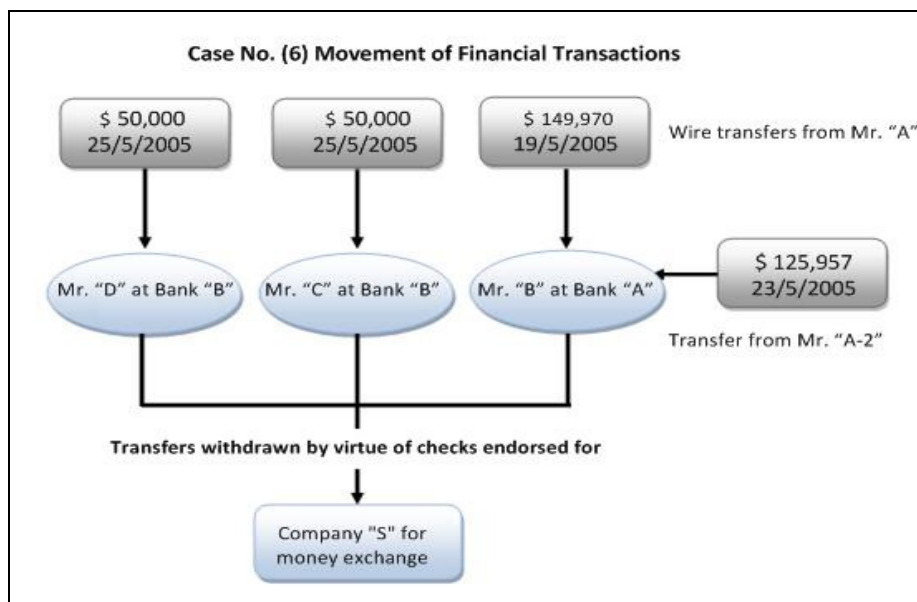 Case No. (6) Movement of Financial Transactions
$ 50,000
25/5/2005
$ 50,000
25/5/2005
$ 149,970
19/5/2005
Wire transfers from Mr. “A”
Mr. “D” at Bank “B”
Mr. “C” at Bank “B”
Mr. “B” at Bank “A”
$ 125,957
23/5/2005
Transfer from Mr. “A-2”
Transfers withdrawn by virtue of checks endorsed for
Company "S" for
money exchange